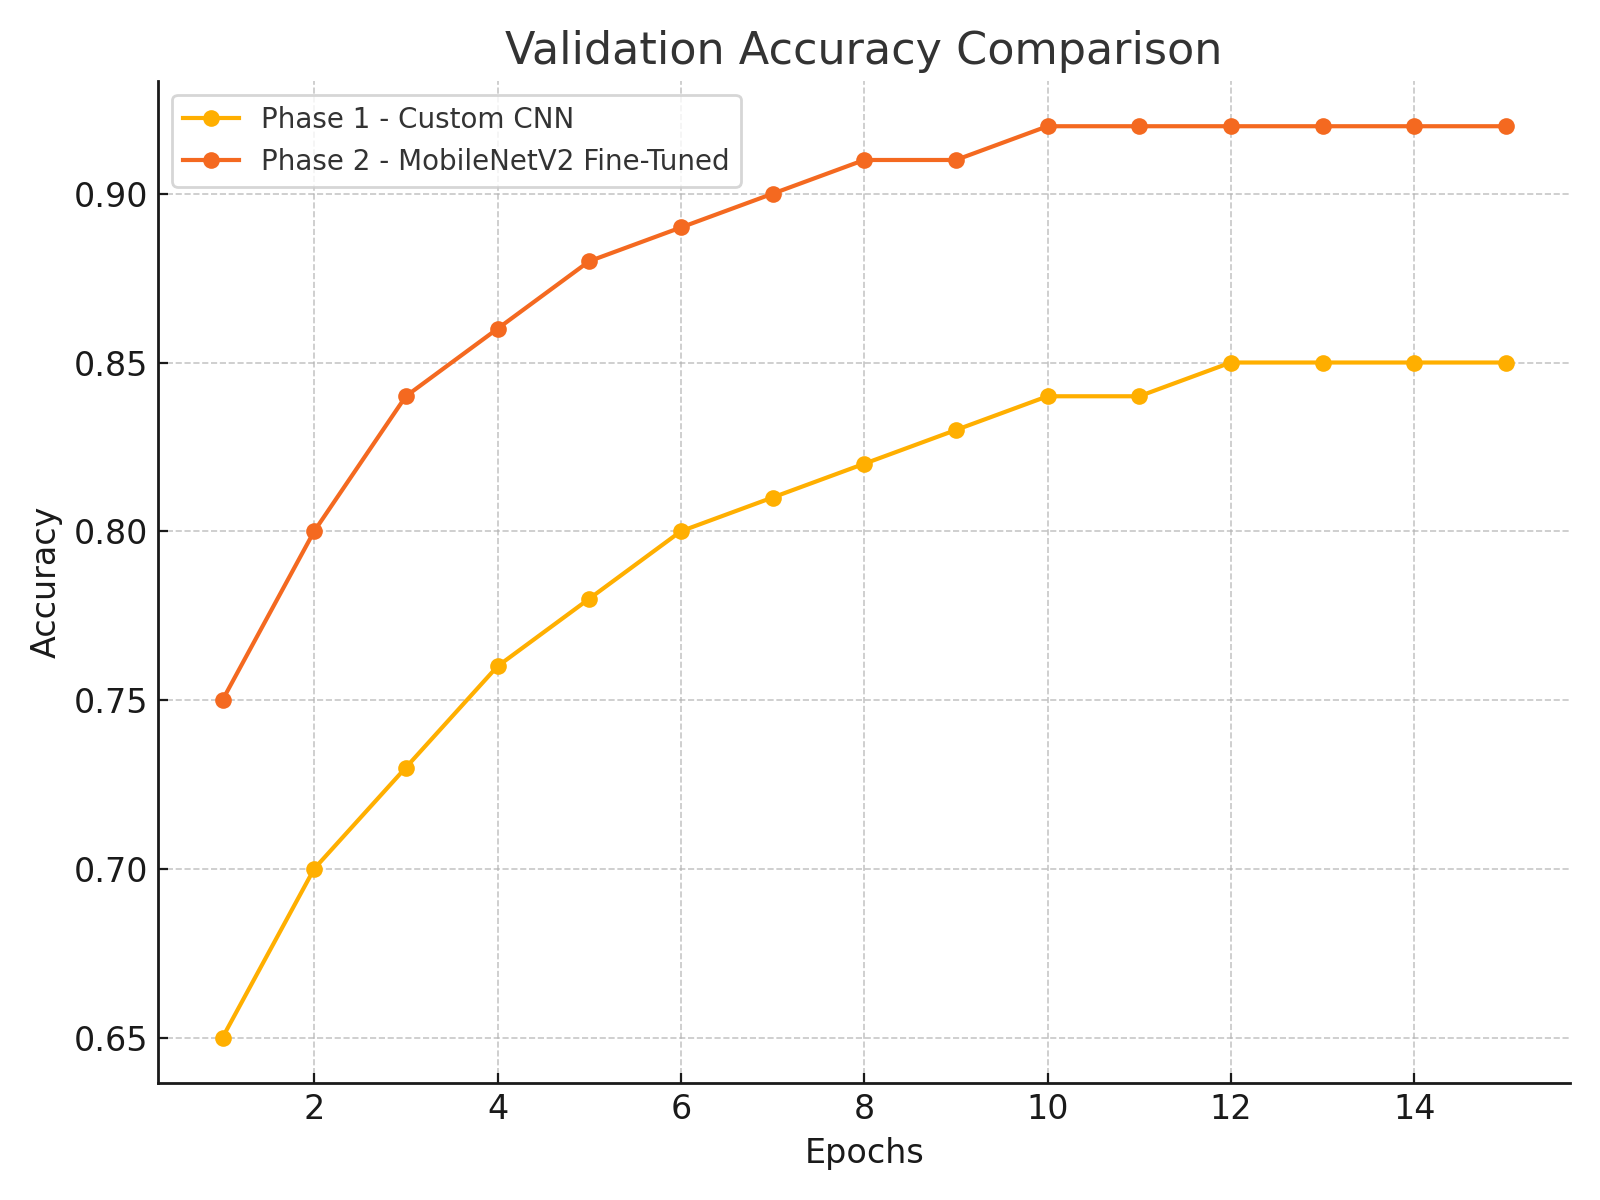 Validation Accuracy Comparison
Phase 1 - Custom CNN
Phase 2 - MobileNetV2 Fine-Tuned
0.90
0.85
0.80
0.75
0.70
0.65
Accuracy
2 4 6 8 10 12 14
Epochs